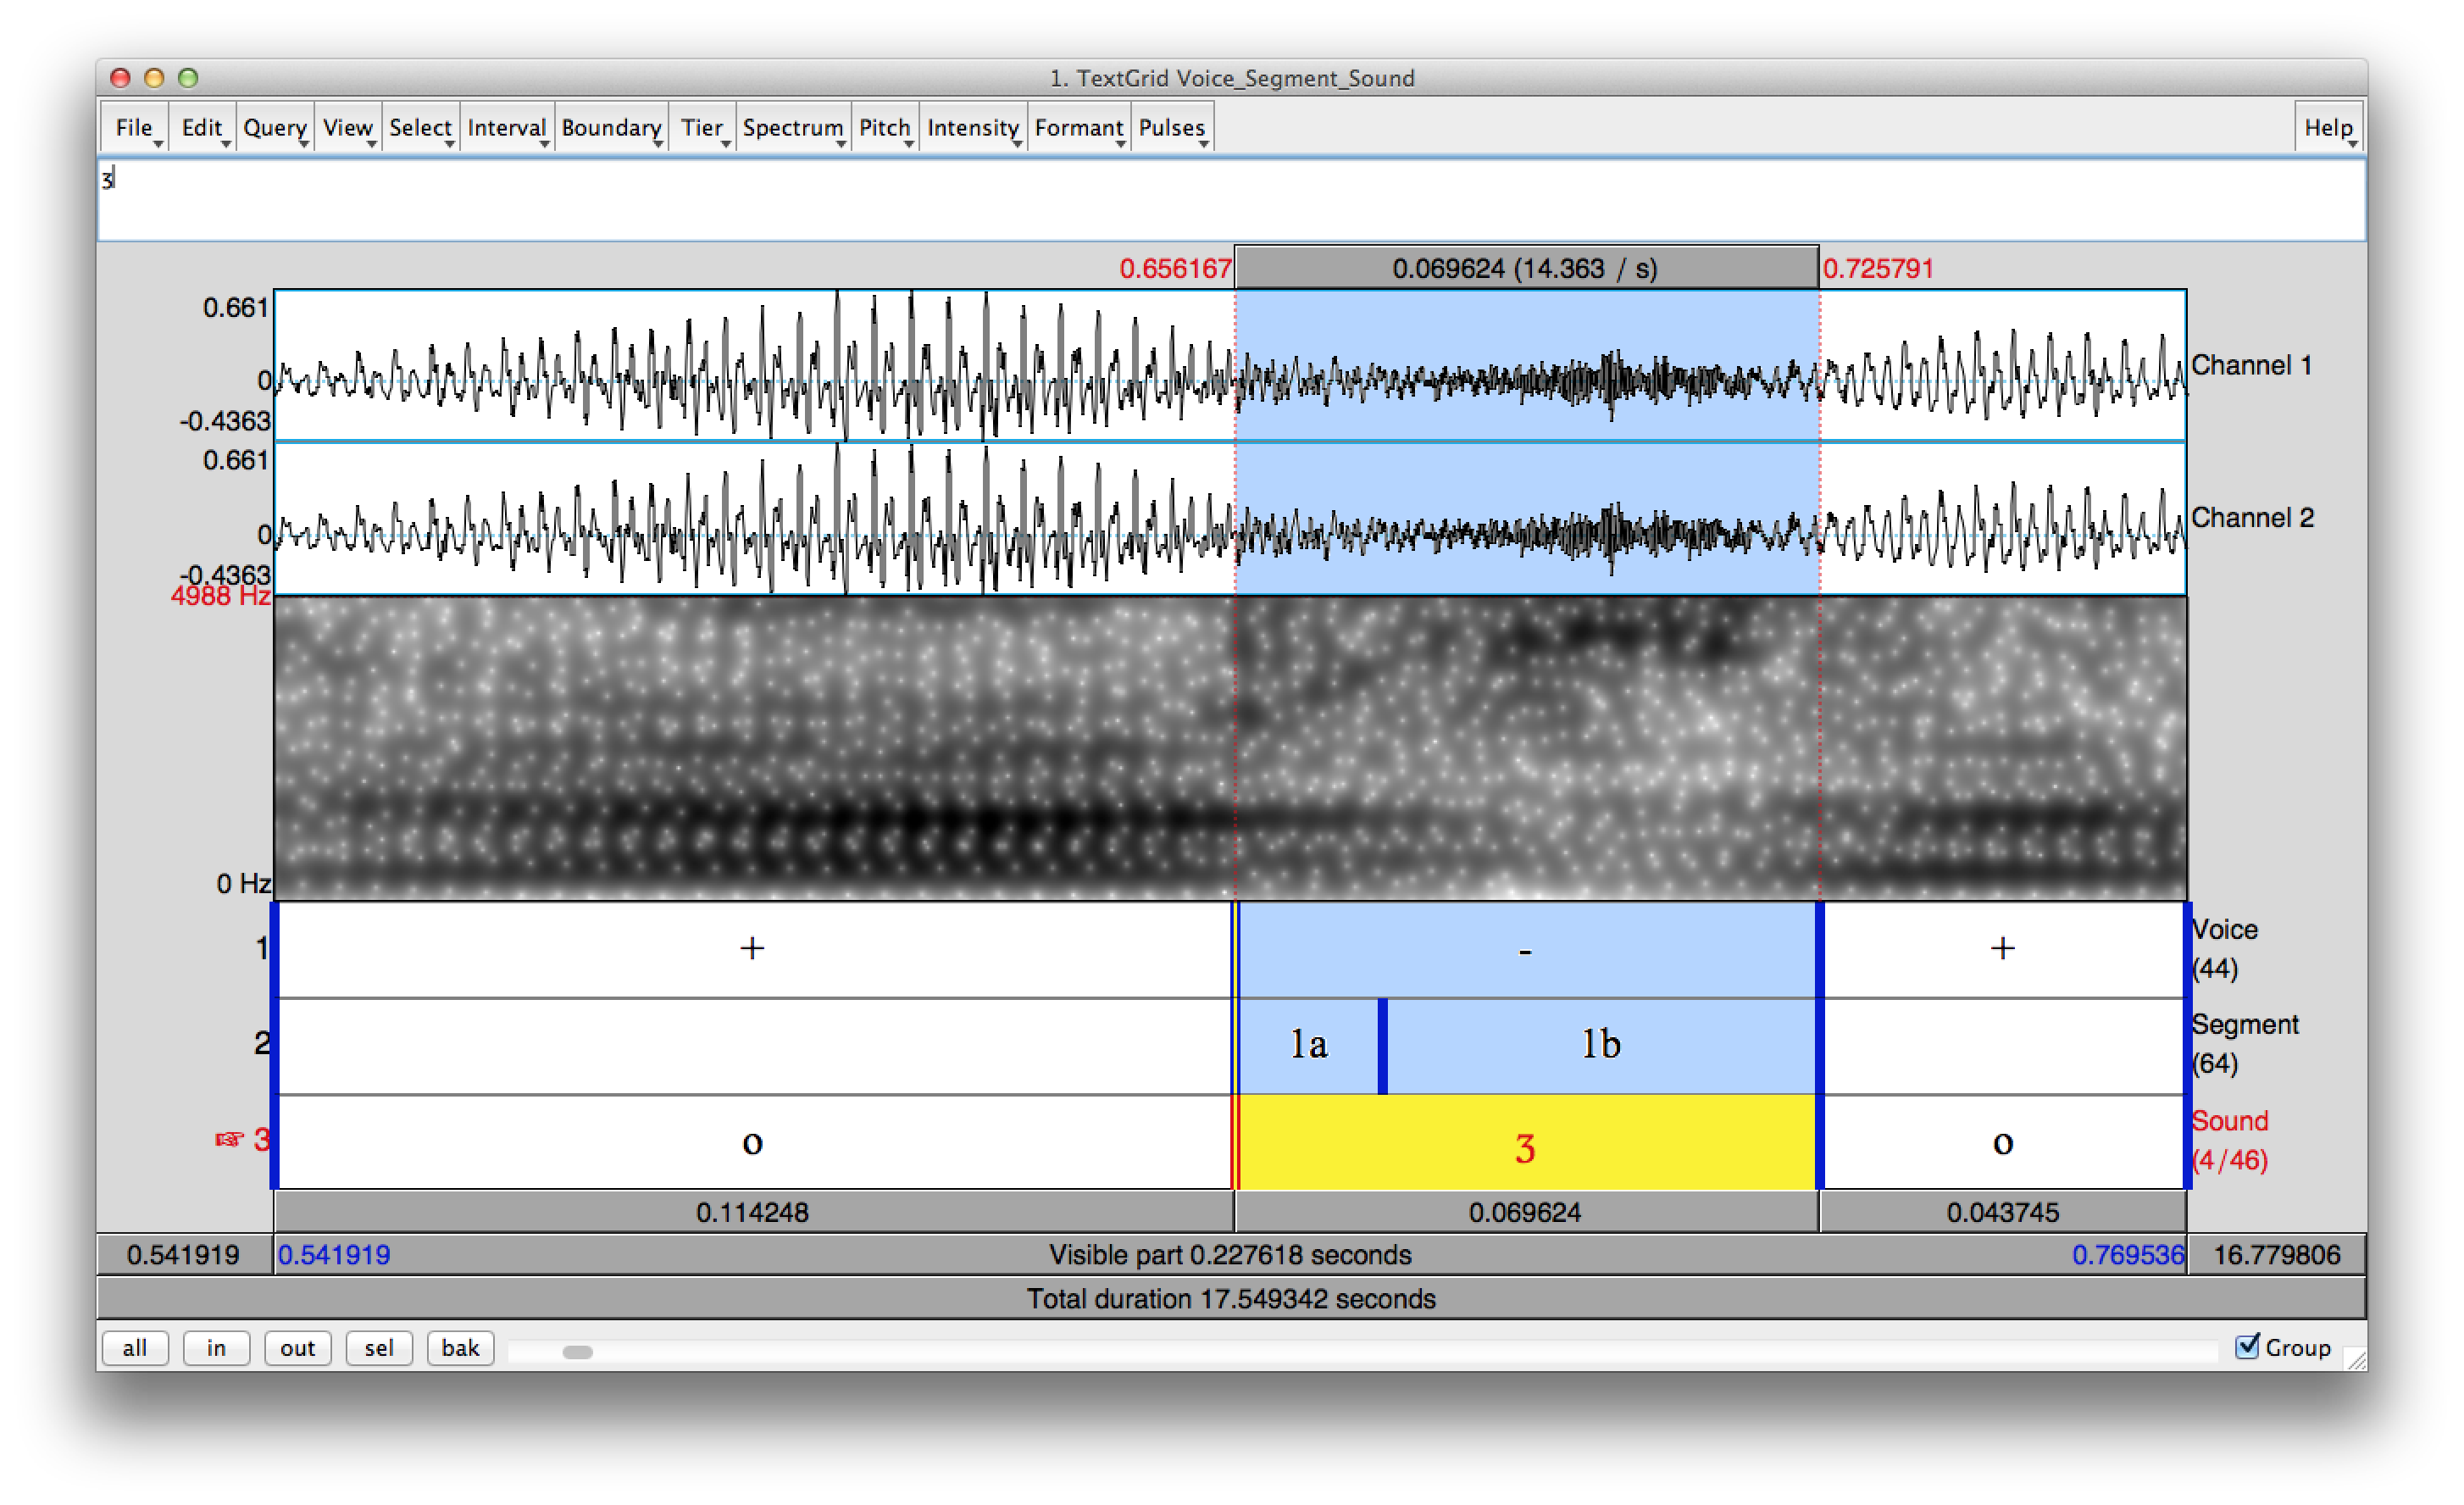 1. TextGrid Voice_Segment_Sound
File Edit Query View Select Interval Boundary Tier Spectrum Pitch Intensity Formant Pulses Help
ʒ
0.656167 0.069624 (14.363 / s) 0.725791
0.661
0 Channel 1
-0.4363
0.661
0 Channel 2
-0.4363
4988 Hz
0 Hz
1 + - + Voice
(44)
2 1a 1b Segment
(64)
☞ 3 o ʒ o Sound
(4/46)
0.114248 0.069624 0.043745
0.541919 0.541919 Visible part 0.227618 seconds 0.769536 16.779806
Total duration 17.549342 seconds
all in out sel bak Group